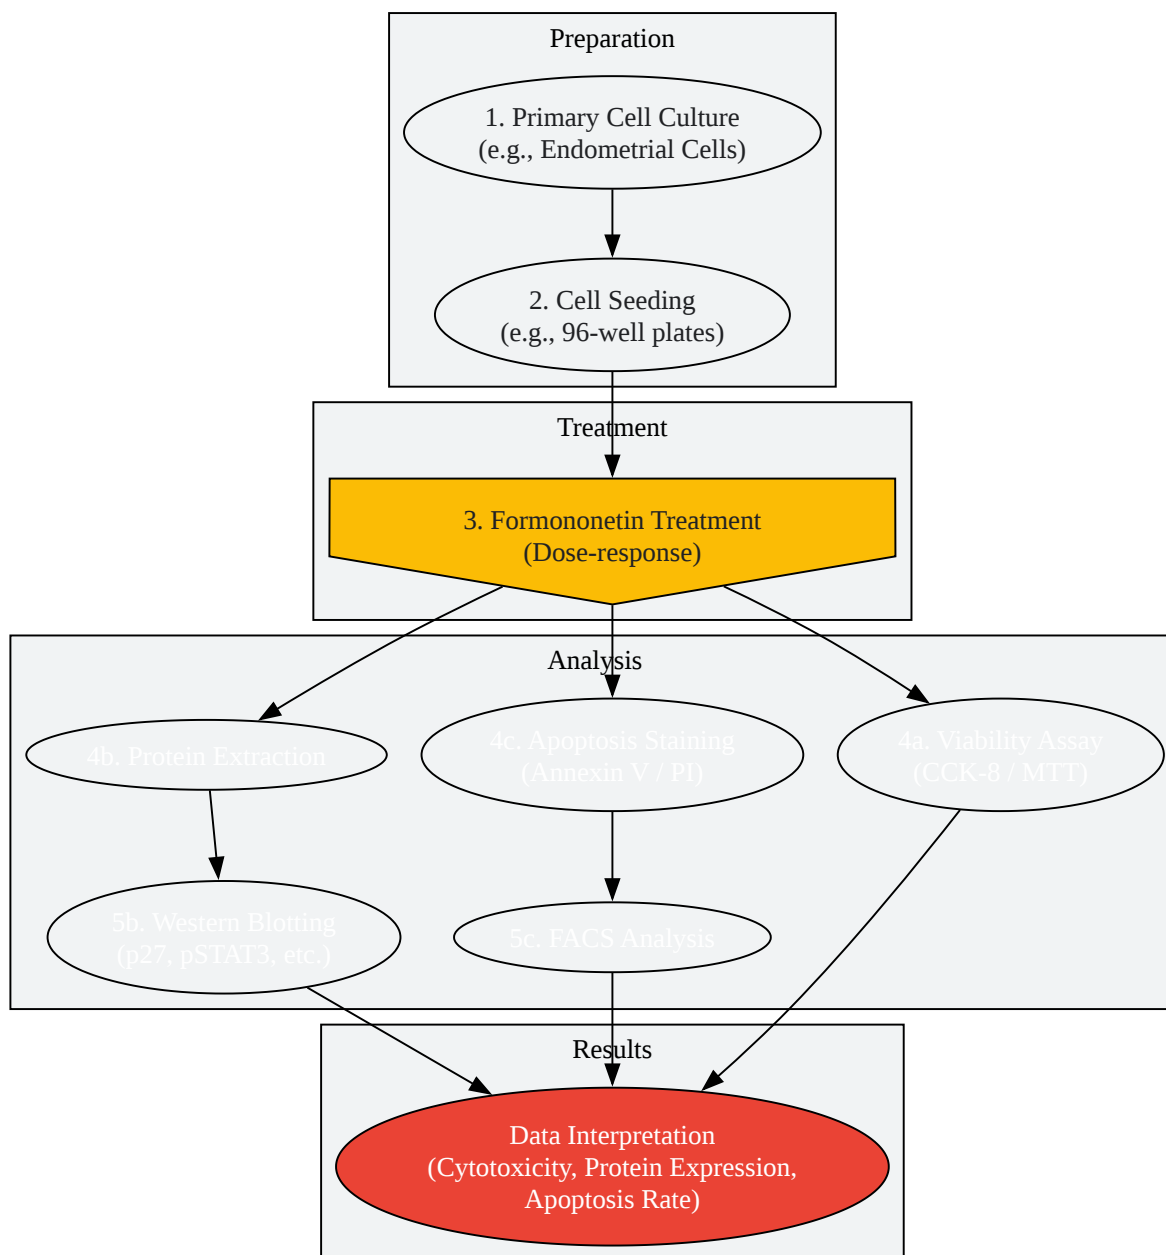 Preparation
1. Primary Cell Culture
(e.g., Endometrial Cells)
2. Cell Seeding
(e.g., 96-well plates)
Treatment
3. Formononetin Treatment
(Dose-response)
Analysis
4b. Protein Extraction
4c. Apoptosis Staining
(Annexin V / PI)
4a. Viability Assay
(CCK-8 / MTT)
5b. Western Blotting
(p27, pSTAT3, etc.)
5c. FACS Analysis
Results
Data Interpretation
(Cytotoxicity, Protein Expression,
Apoptosis Rate)